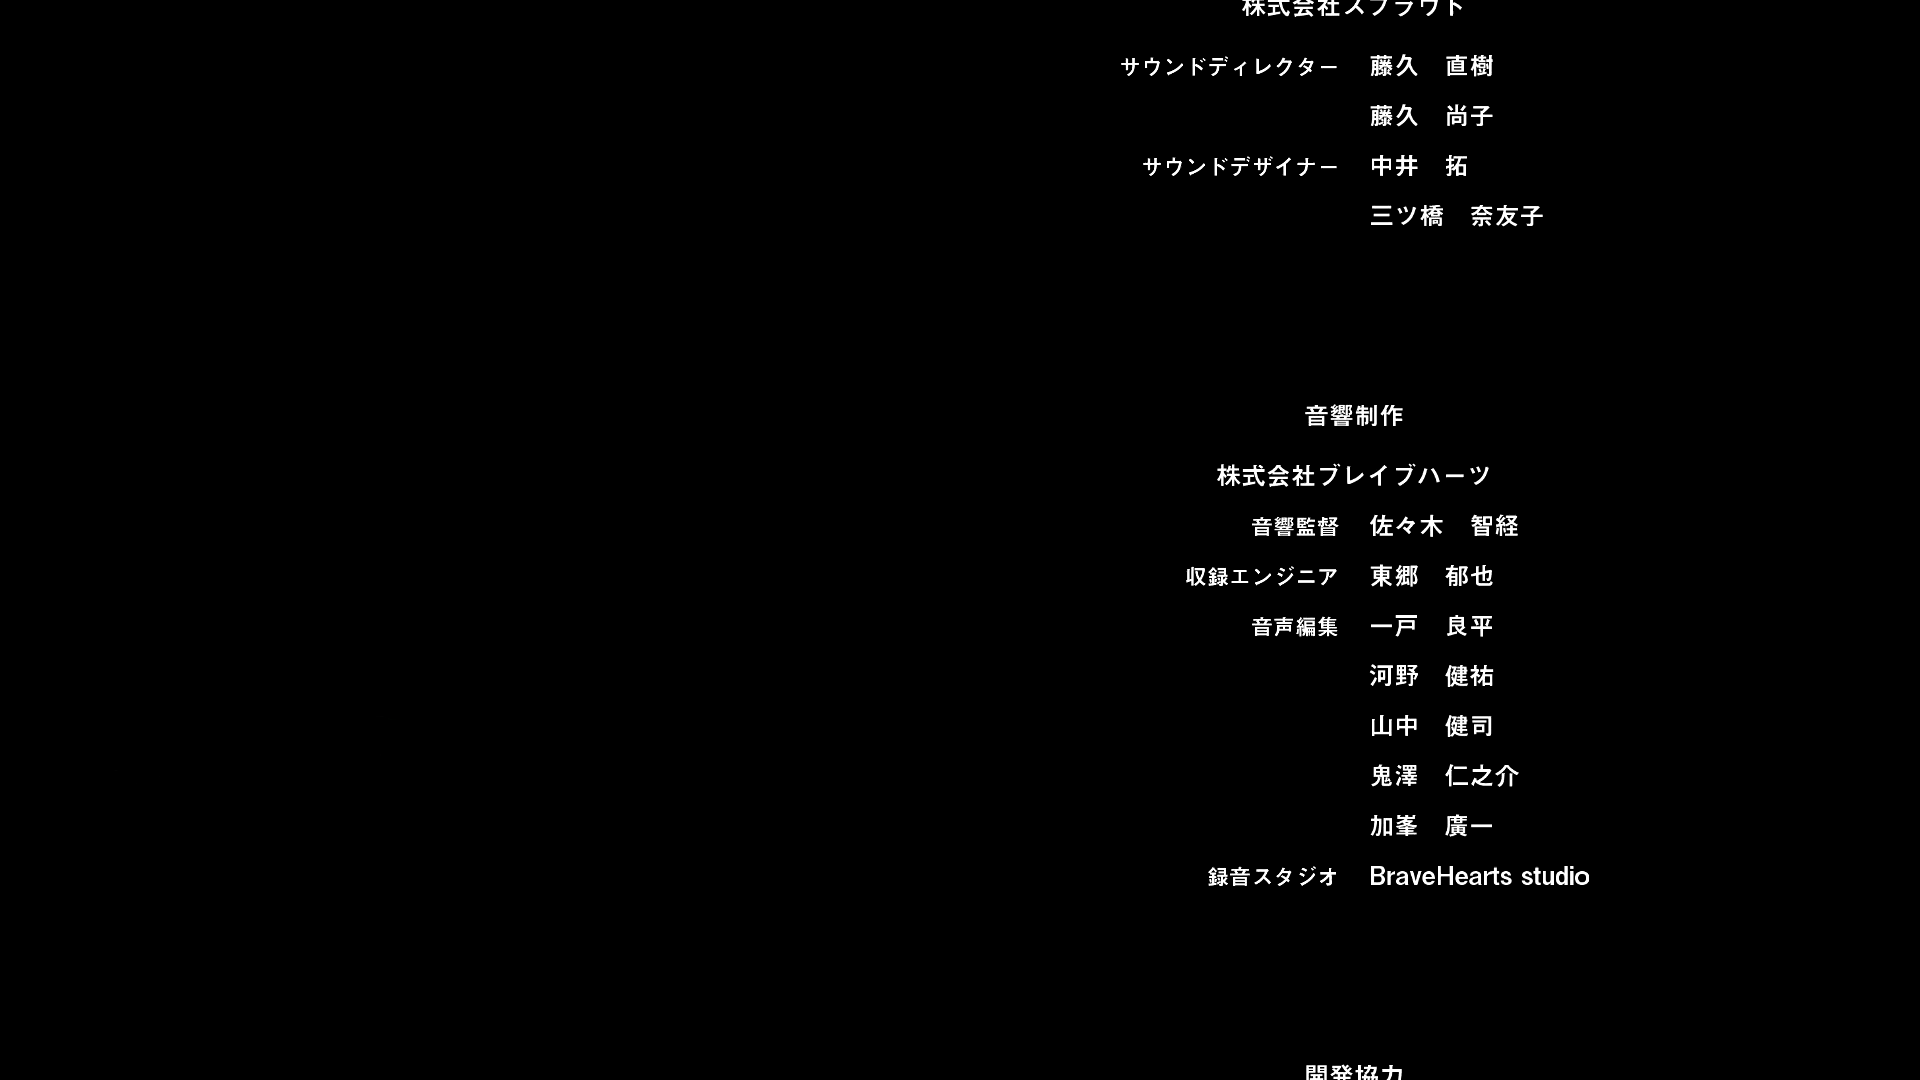 株式会社スプラウト
サウンドディレクター 藤久　直樹
藤久　尚子
サウンドデザイナー 中井　拓
三ツ橋　奈友子
音響制作
株式会社ブレイブハーツ
音響監督 佐々木　智経
収録エンジニア 東郷　郁也
音声編集 一戸　良平
河野　健祐
山中　健司
鬼澤　仁之介
加峯　廣一
録音スタジオ BraveHearts studio
開発協力